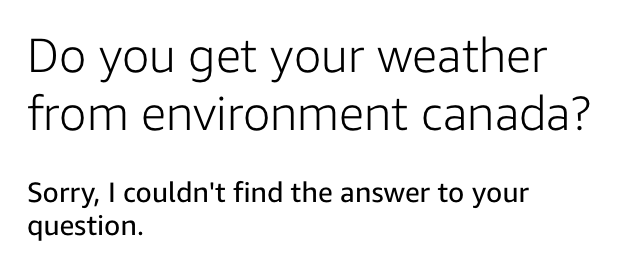 Do you get your weather
from environment canada?
Sorry, I couldn't find the answer to your
question.